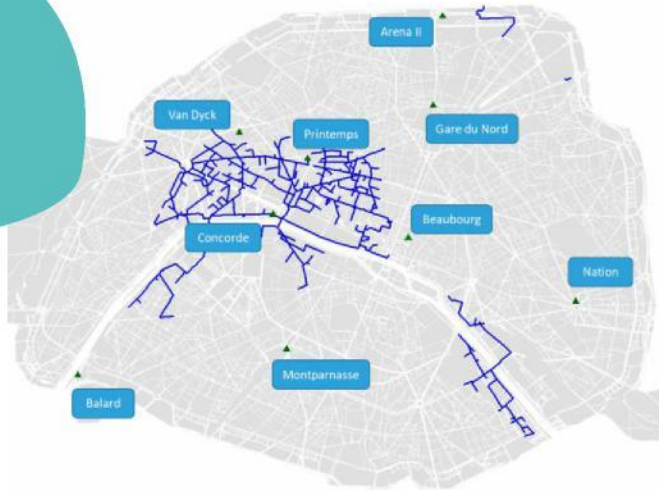 Arena II
Van Dyck
Printemps
Gare du Nord
Concorde
Beaubourg
Nation
Montparnasse
Balard